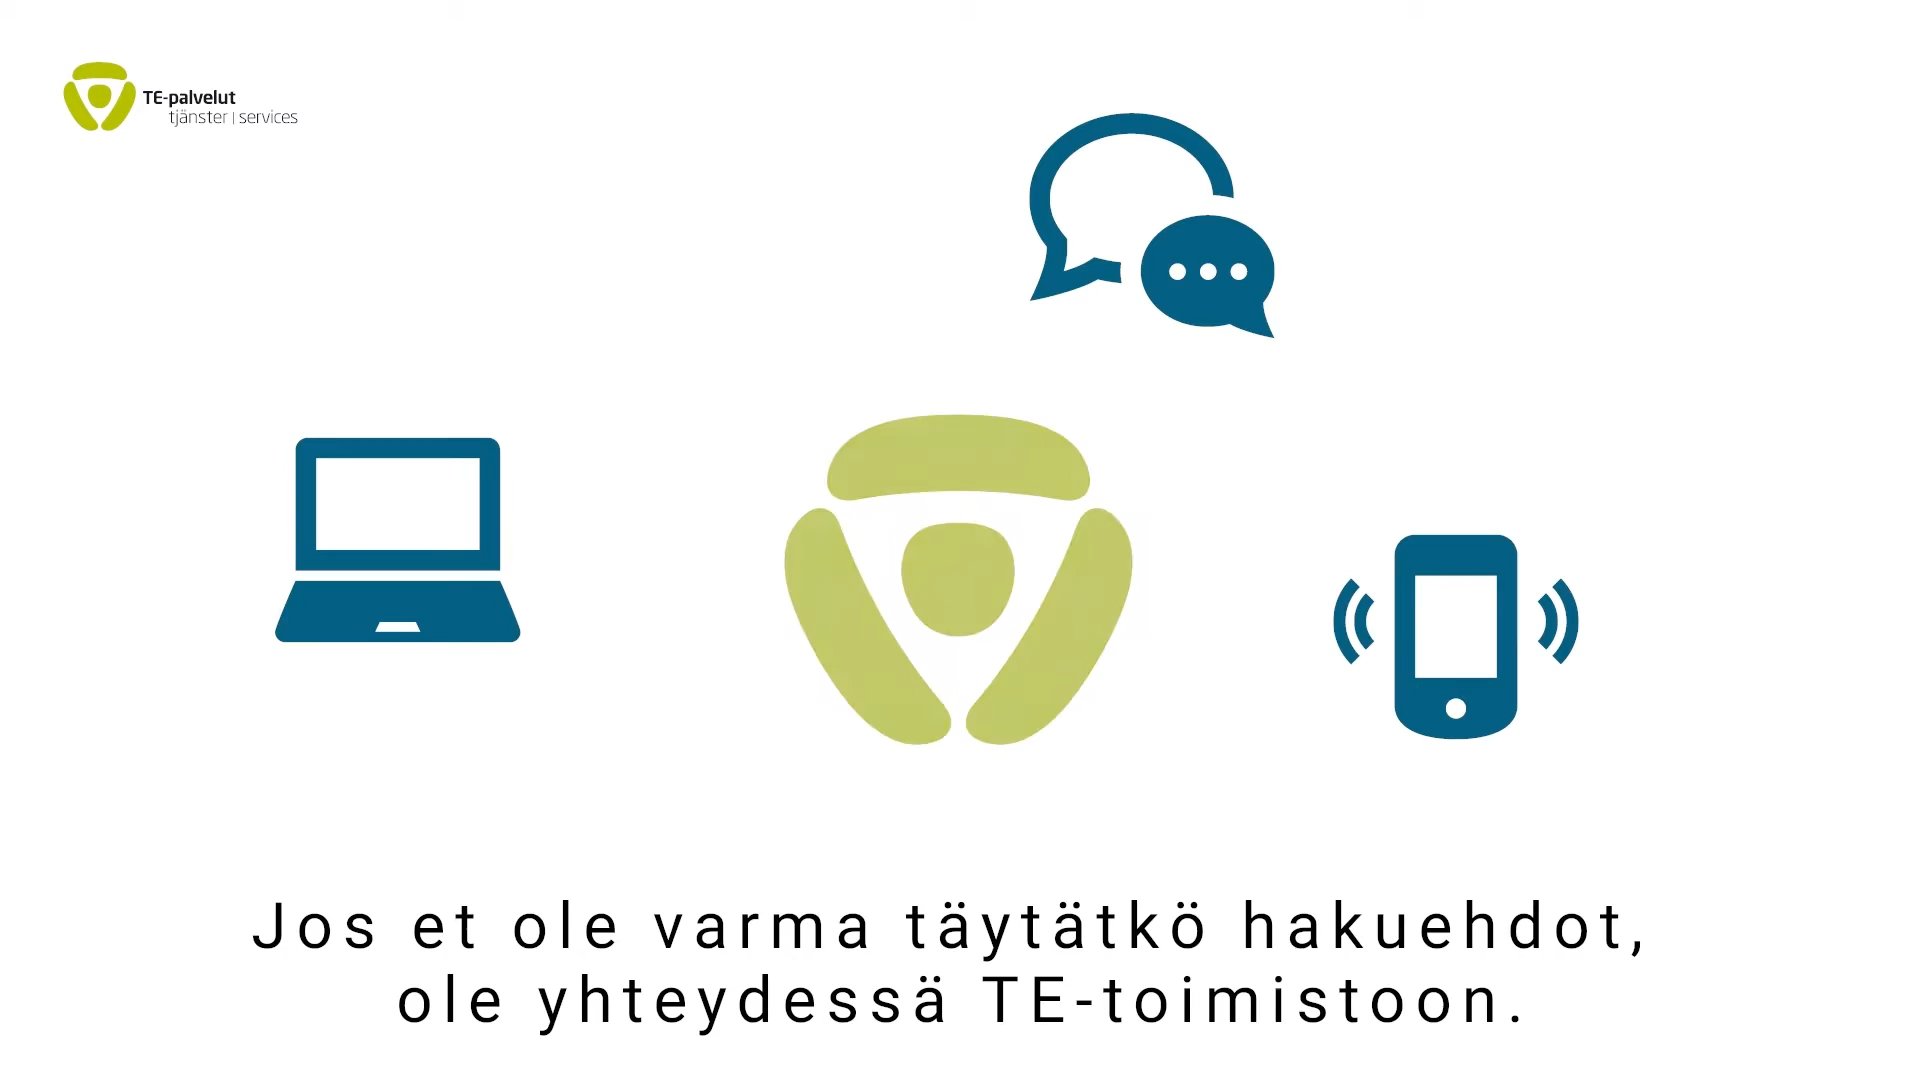 TE-palvelut
tjänster | services
Jos et ole varma täytätkö hakuehdot,
ole yhteydessä TE-toimistoon.